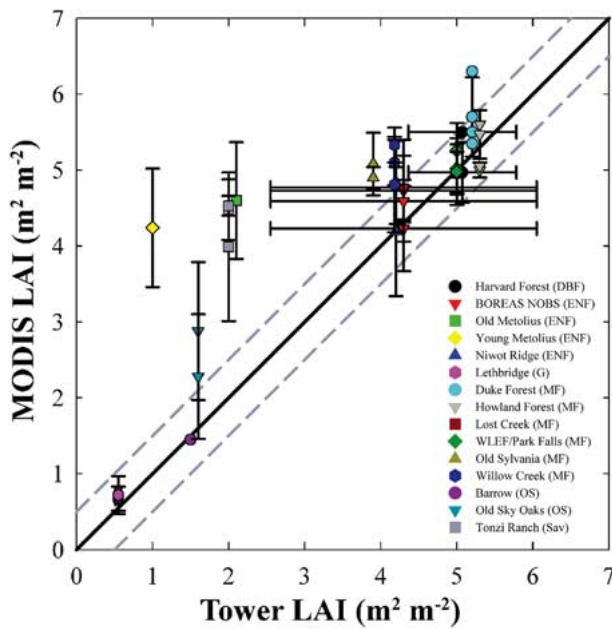 7
6
5
4
3
2
1
0
MODIS LAI (m² m⁻²)
Harvard Forest (DBF)
BOREAS NOBS (ENF)
Old Metolius (ENF)
Young Metolius (ENF)
Niwot Ridge (ENF)
Lethbridge (G)
Duke Forest (MF)
Howland Forest (MF)
Lost Creek (MF)
WLEF/Park Falls (MF)
Old Sylvania (MF)
Willow Creek (MF)
Barrow (OS)
Old Sky Oaks (OS)
Tonzi Ranch (Sav)
0 1 2 3 4 5 6 7
Tower LAI (m² m⁻²)